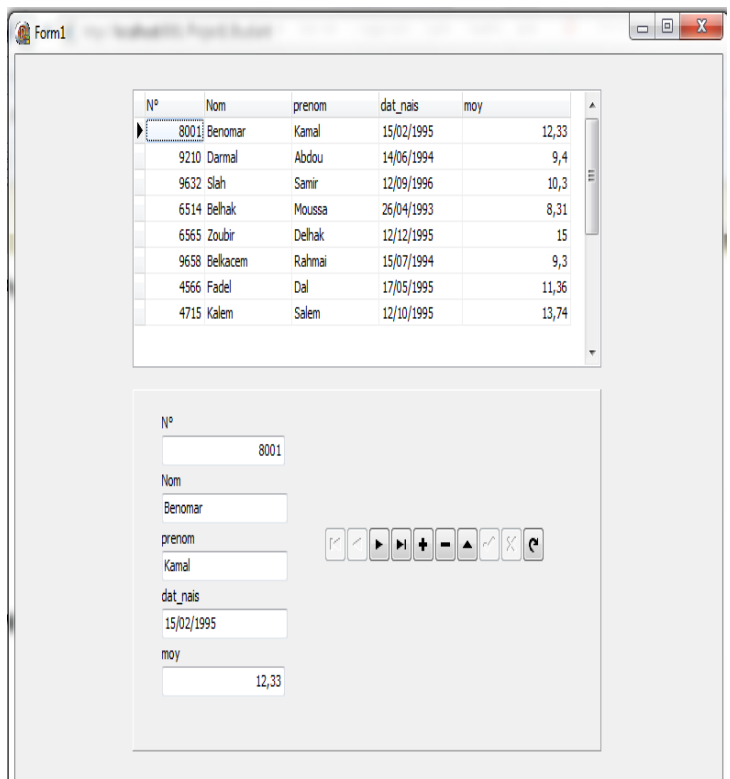 Form1
N° Nom prenom dat_nais moy
8001 Benomar Kamal 15/02/1995 12,33
9210 Darmal Abdou 14/06/1994 9,4
9632 Slah Samir 12/09/1996 10,3
6514 Belhak Moussa 26/04/1993 8,31
6565 Zoubir Delhak 12/12/1995 15
9658 Belkacem Rahmai 15/07/1994 9,3
4566 Fadel Dal 17/05/1995 11,36
4715 Kalem Salem 12/10/1995 13,74
N°
8001
Nom
Benomar
prenom
Kamal
dat_nais
15/02/1995
moy
12,33